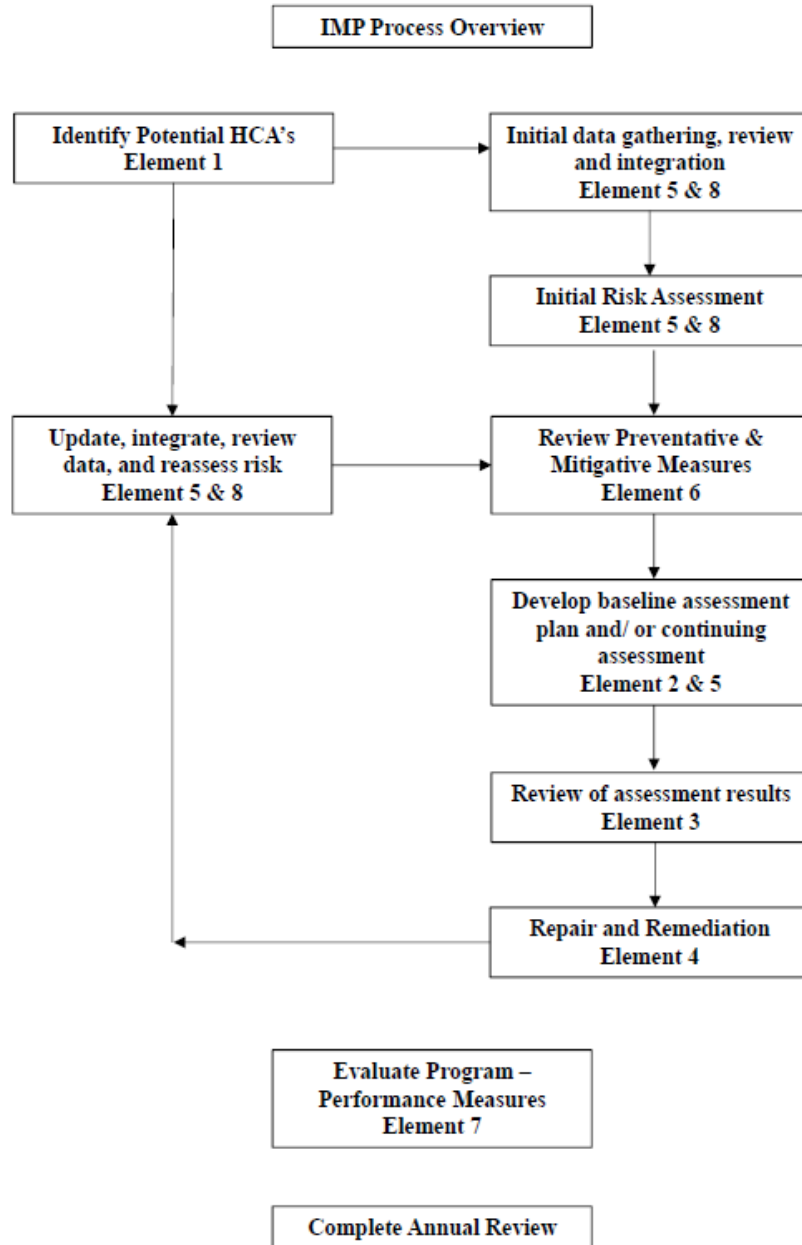 IMP Process Overview
Identify Potential HCA's
Element 1
Initial data gathering, review
and integration
Element 5 & 8
Initial Risk Assessment
Element 5 & 8
Update, integrate, review
data, and reassess risk
Element 5 & 8
Review Preventative &
Mitigative Measures
Element 6
Develop baseline assessment
plan and/ or continuing
assessment
Element 2 & 5
Review of assessment results
Element 3
Repair and Remediation
Element 4
Evaluate Program –
Performance Measures
Element 7
Complete Annual Review